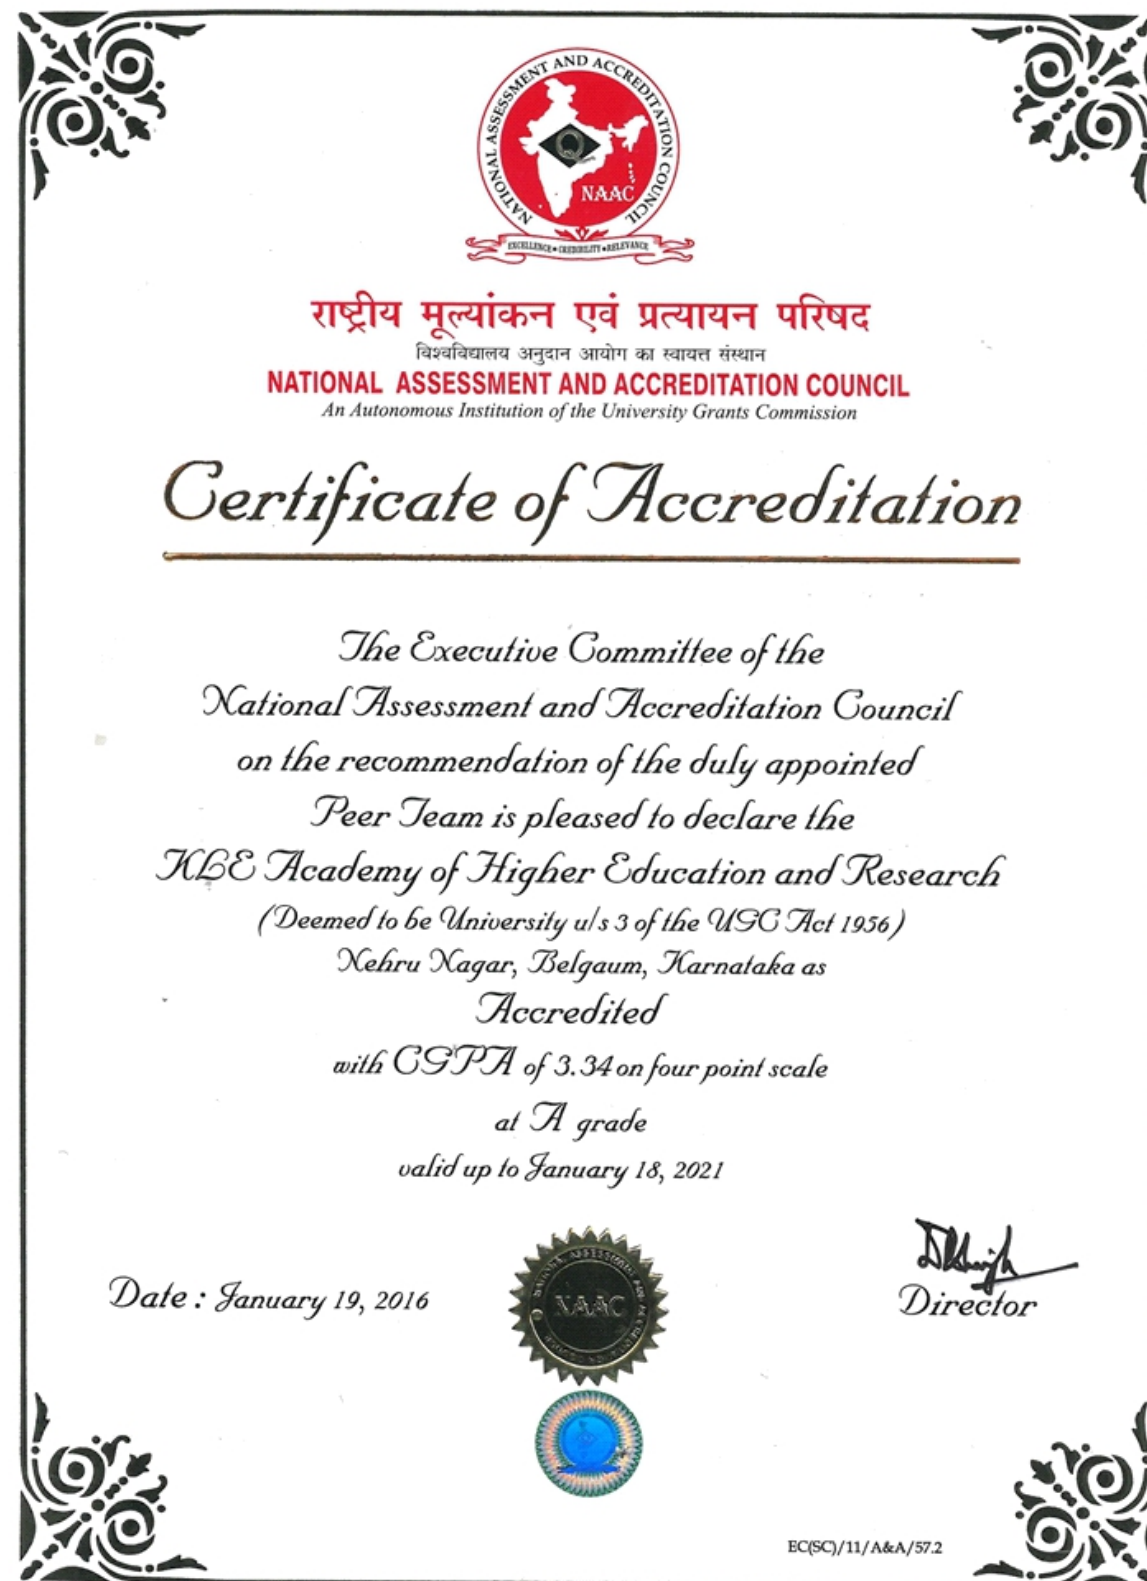 NATIONAL ASSESSMENT AND ACCREDITATION COUNCIL
Q
NAAC
EXCELLENCE • CREDIBILITY • RELEVANCE
राष्ट्रीय मूल्यांकन एवं प्रत्यायन परिषद
विश्वविद्यालय अनुदान आयोग का स्वायत्त संस्थान
NATIONAL ASSESSMENT AND ACCREDITATION COUNCIL
An Autonomous Institution of the University Grants Commission
Certificate of Accreditation
The Executive Committee of the
National Assessment and Accreditation Council
on the recommendation of the duly appointed
Peer Team is pleased to declare the
KLE Academy of Higher Education and Research
(Deemed to be University u/s 3 of the UGC Act 1956)
Nehru Nagar, Belgaum, Karnataka as
Accredited
with CGPA of 3.34 on four point scale
at A grade
valid up to January 18, 2021
Date : January 19, 2016
Director
NAAC
EC(SC)/11/A&A/57.2